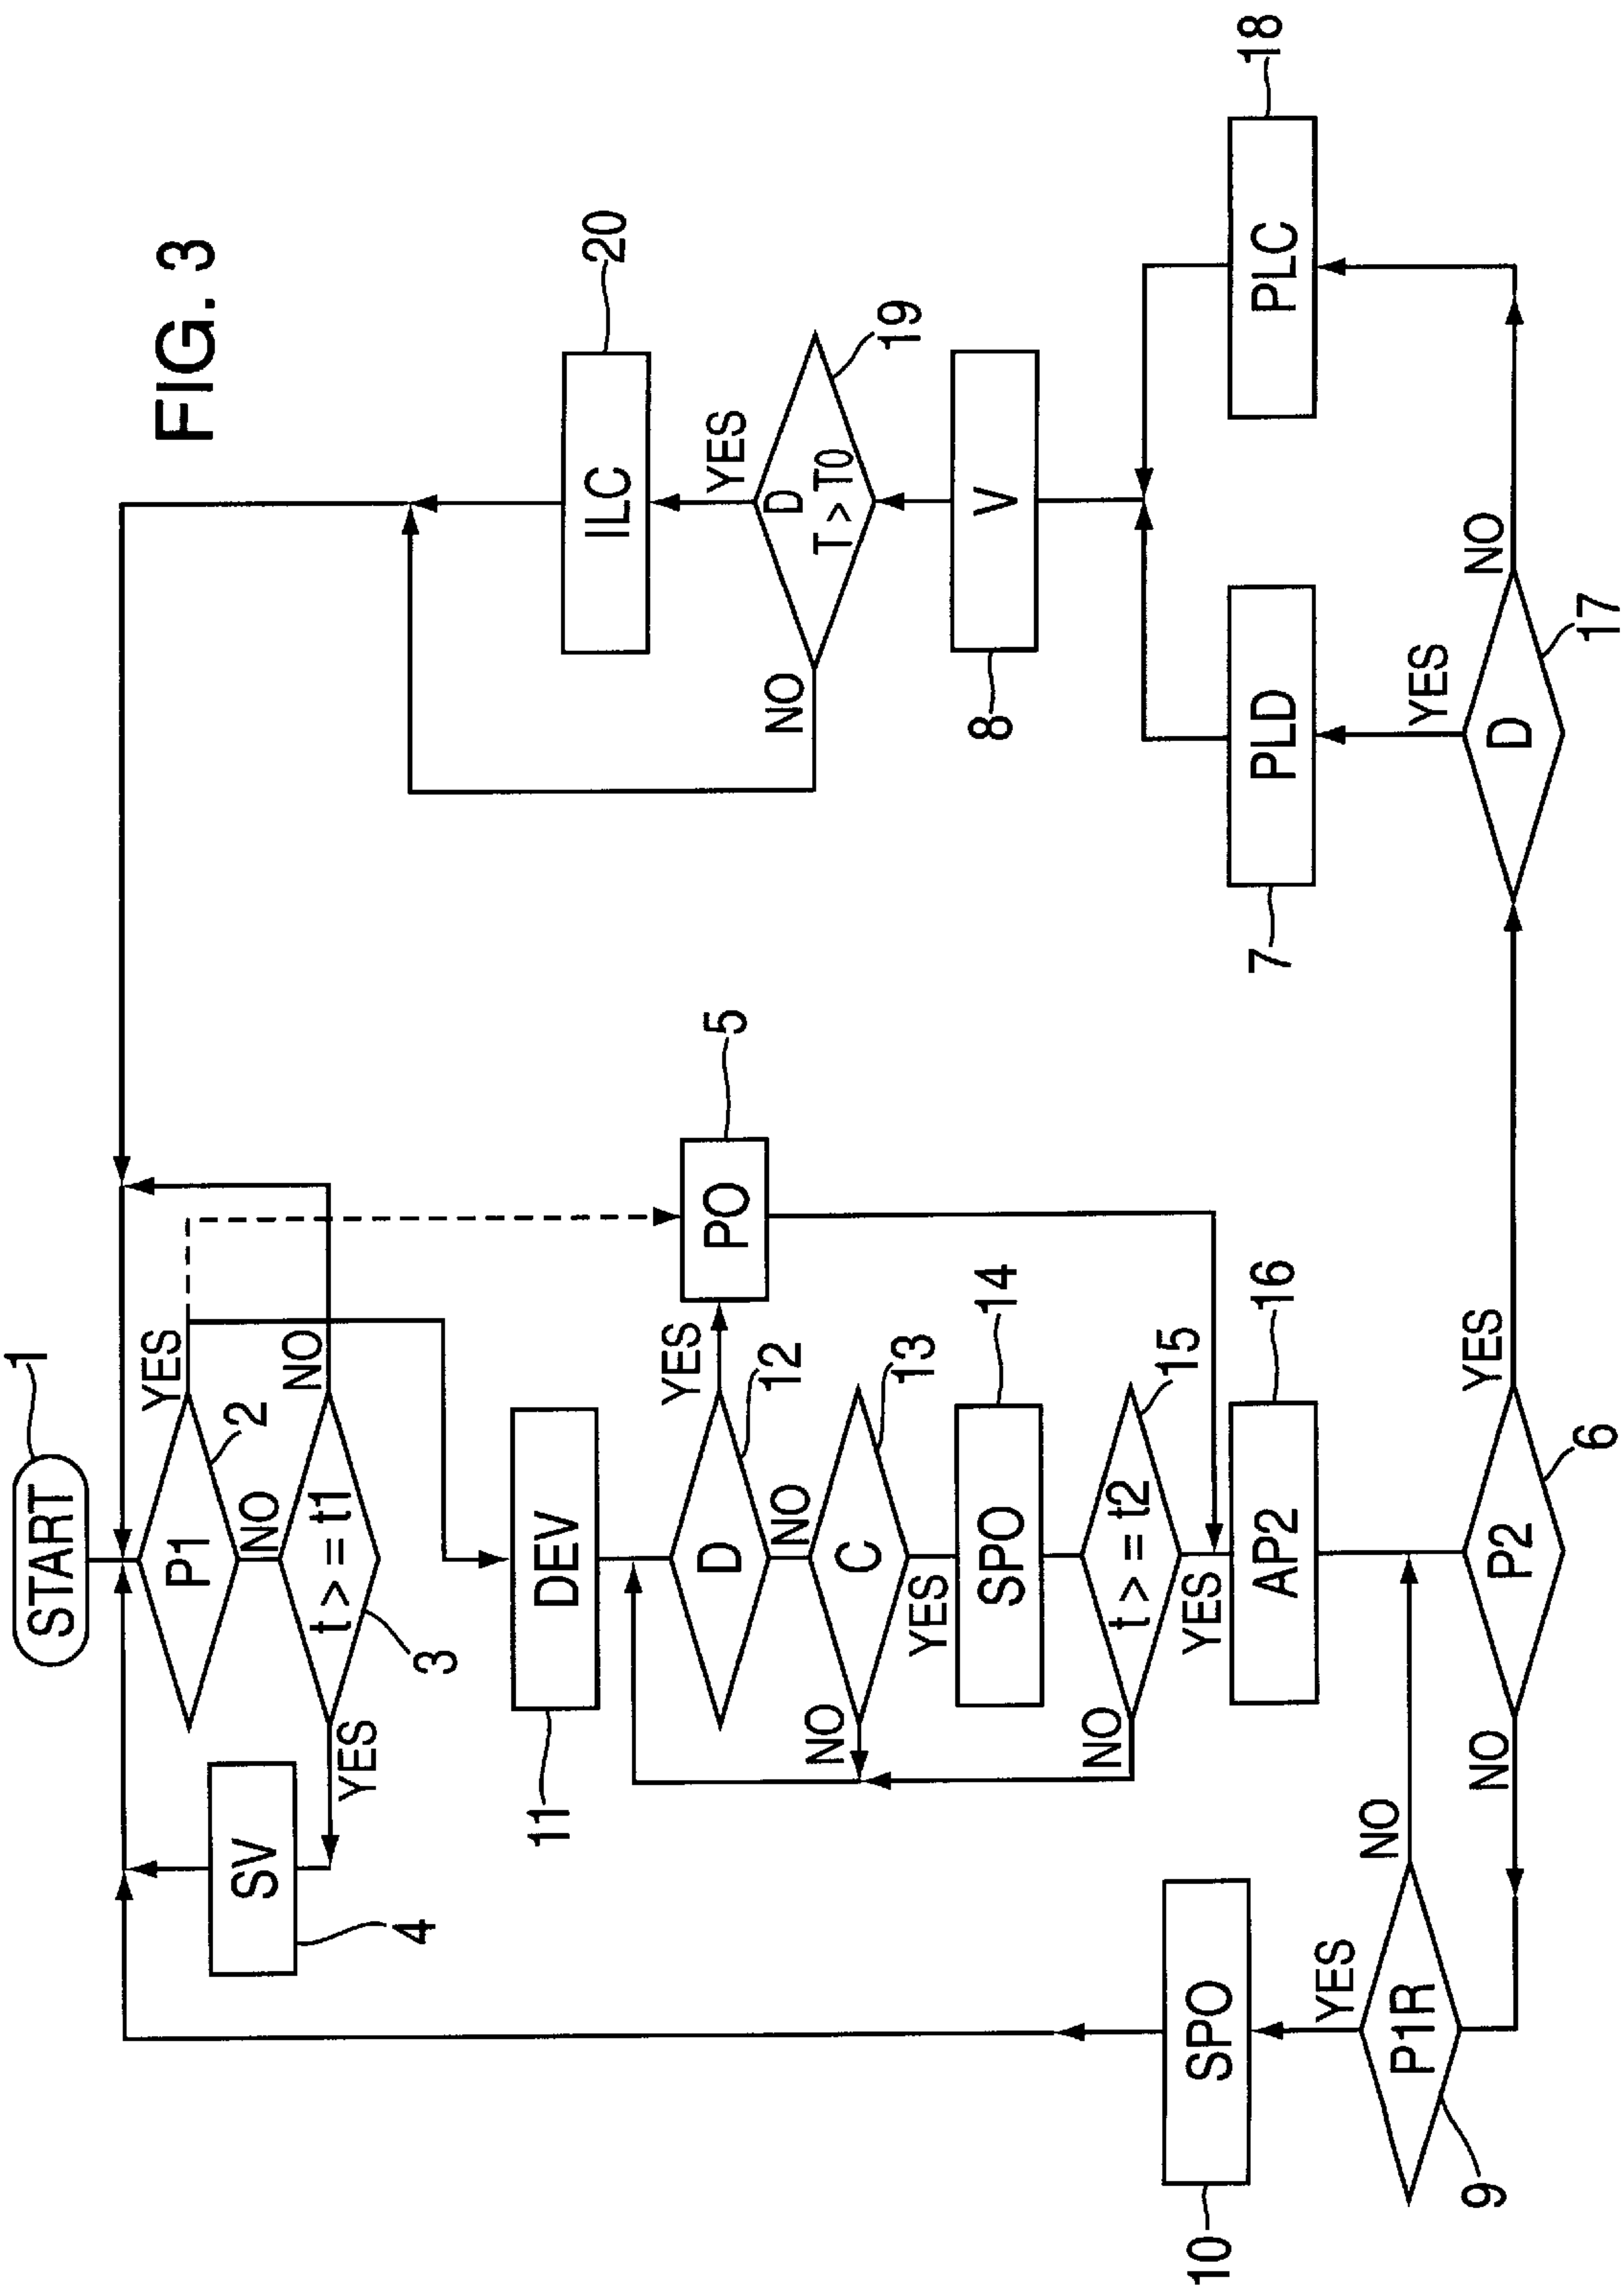 FIG. 3
1
START
P1
2
YES
NO
t > = t1
3
NO
YES
SV
4
DEV
11
D
12
YES
NO
PO
5
C
13
NO
YES
SPO
14
t > = t2
15
NO
YES
AP2
16
P2
6
YES
NO
P1R
9
NO
YES
SPO
10
D
17
YES
NO
PLD
7
PLC
18
V
8
D
T > T0
19
NO
YES
ILC
20